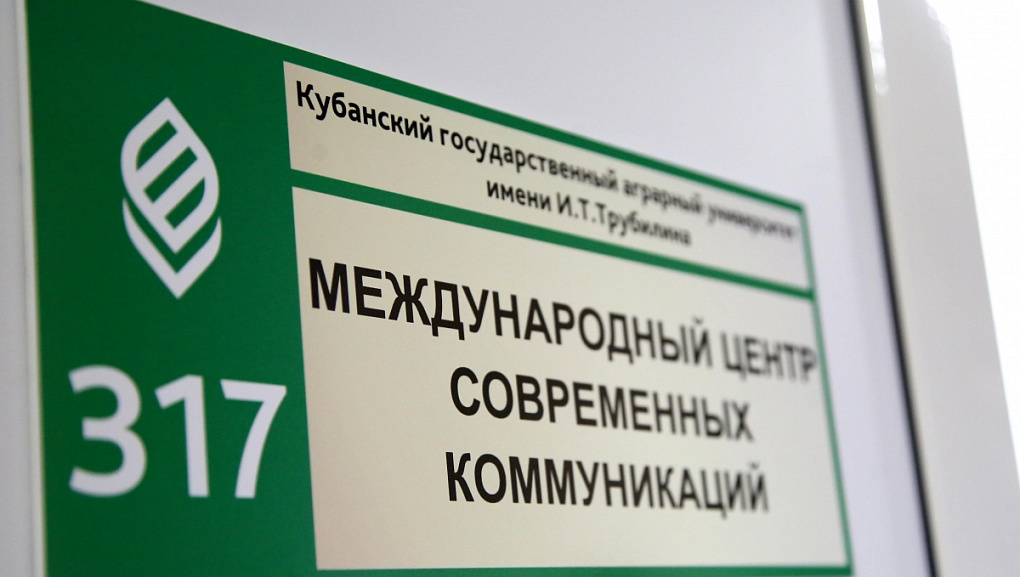 Кубанский государственный аграрный университет
имени И.Т.Трубилина
МЕЖДУНАРОДНЫЙ ЦЕНТР
СОВРЕМЕННЫХ
КОММУНИКАЦИЙ
317